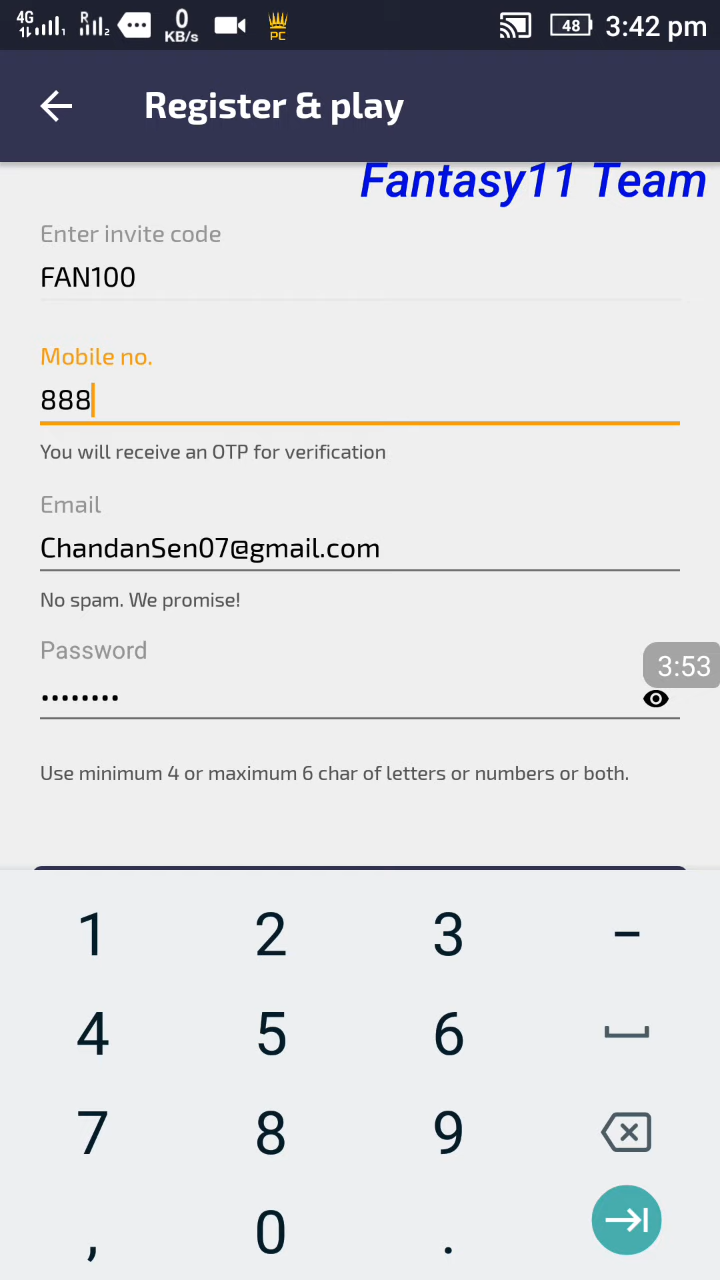 4G R 1 2 0 KB/s PC 48 3:42 pm
Register & play
Fantasy11 Team
Enter invite code
FAN100
Mobile no.
888
You will receive an OTP for verification
Email
ChandanSen07@gmail.com
No spam. We promise!
Password
••••••••
3:53
Use minimum 4 or maximum 6 char of letters or numbers or both.
1 2 3 –
4 5 6
7 8 9
, 0 .